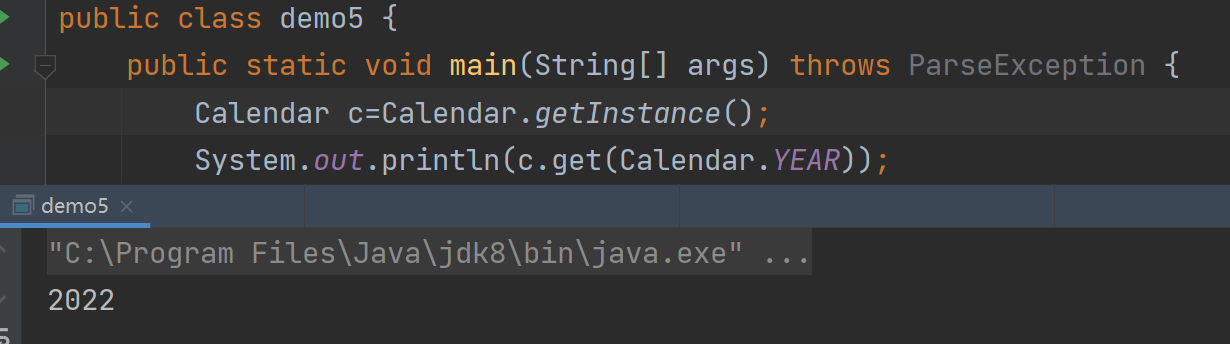 public class demo5 {
public static void main(String[] args) throws ParseException {
Calendar c=Calendar.getInstance();
System.out.println(c.get(Calendar.YEAR));
demo5 ×
"C:\Program Files\Java\jdk8\bin\java.exe" ...
2022